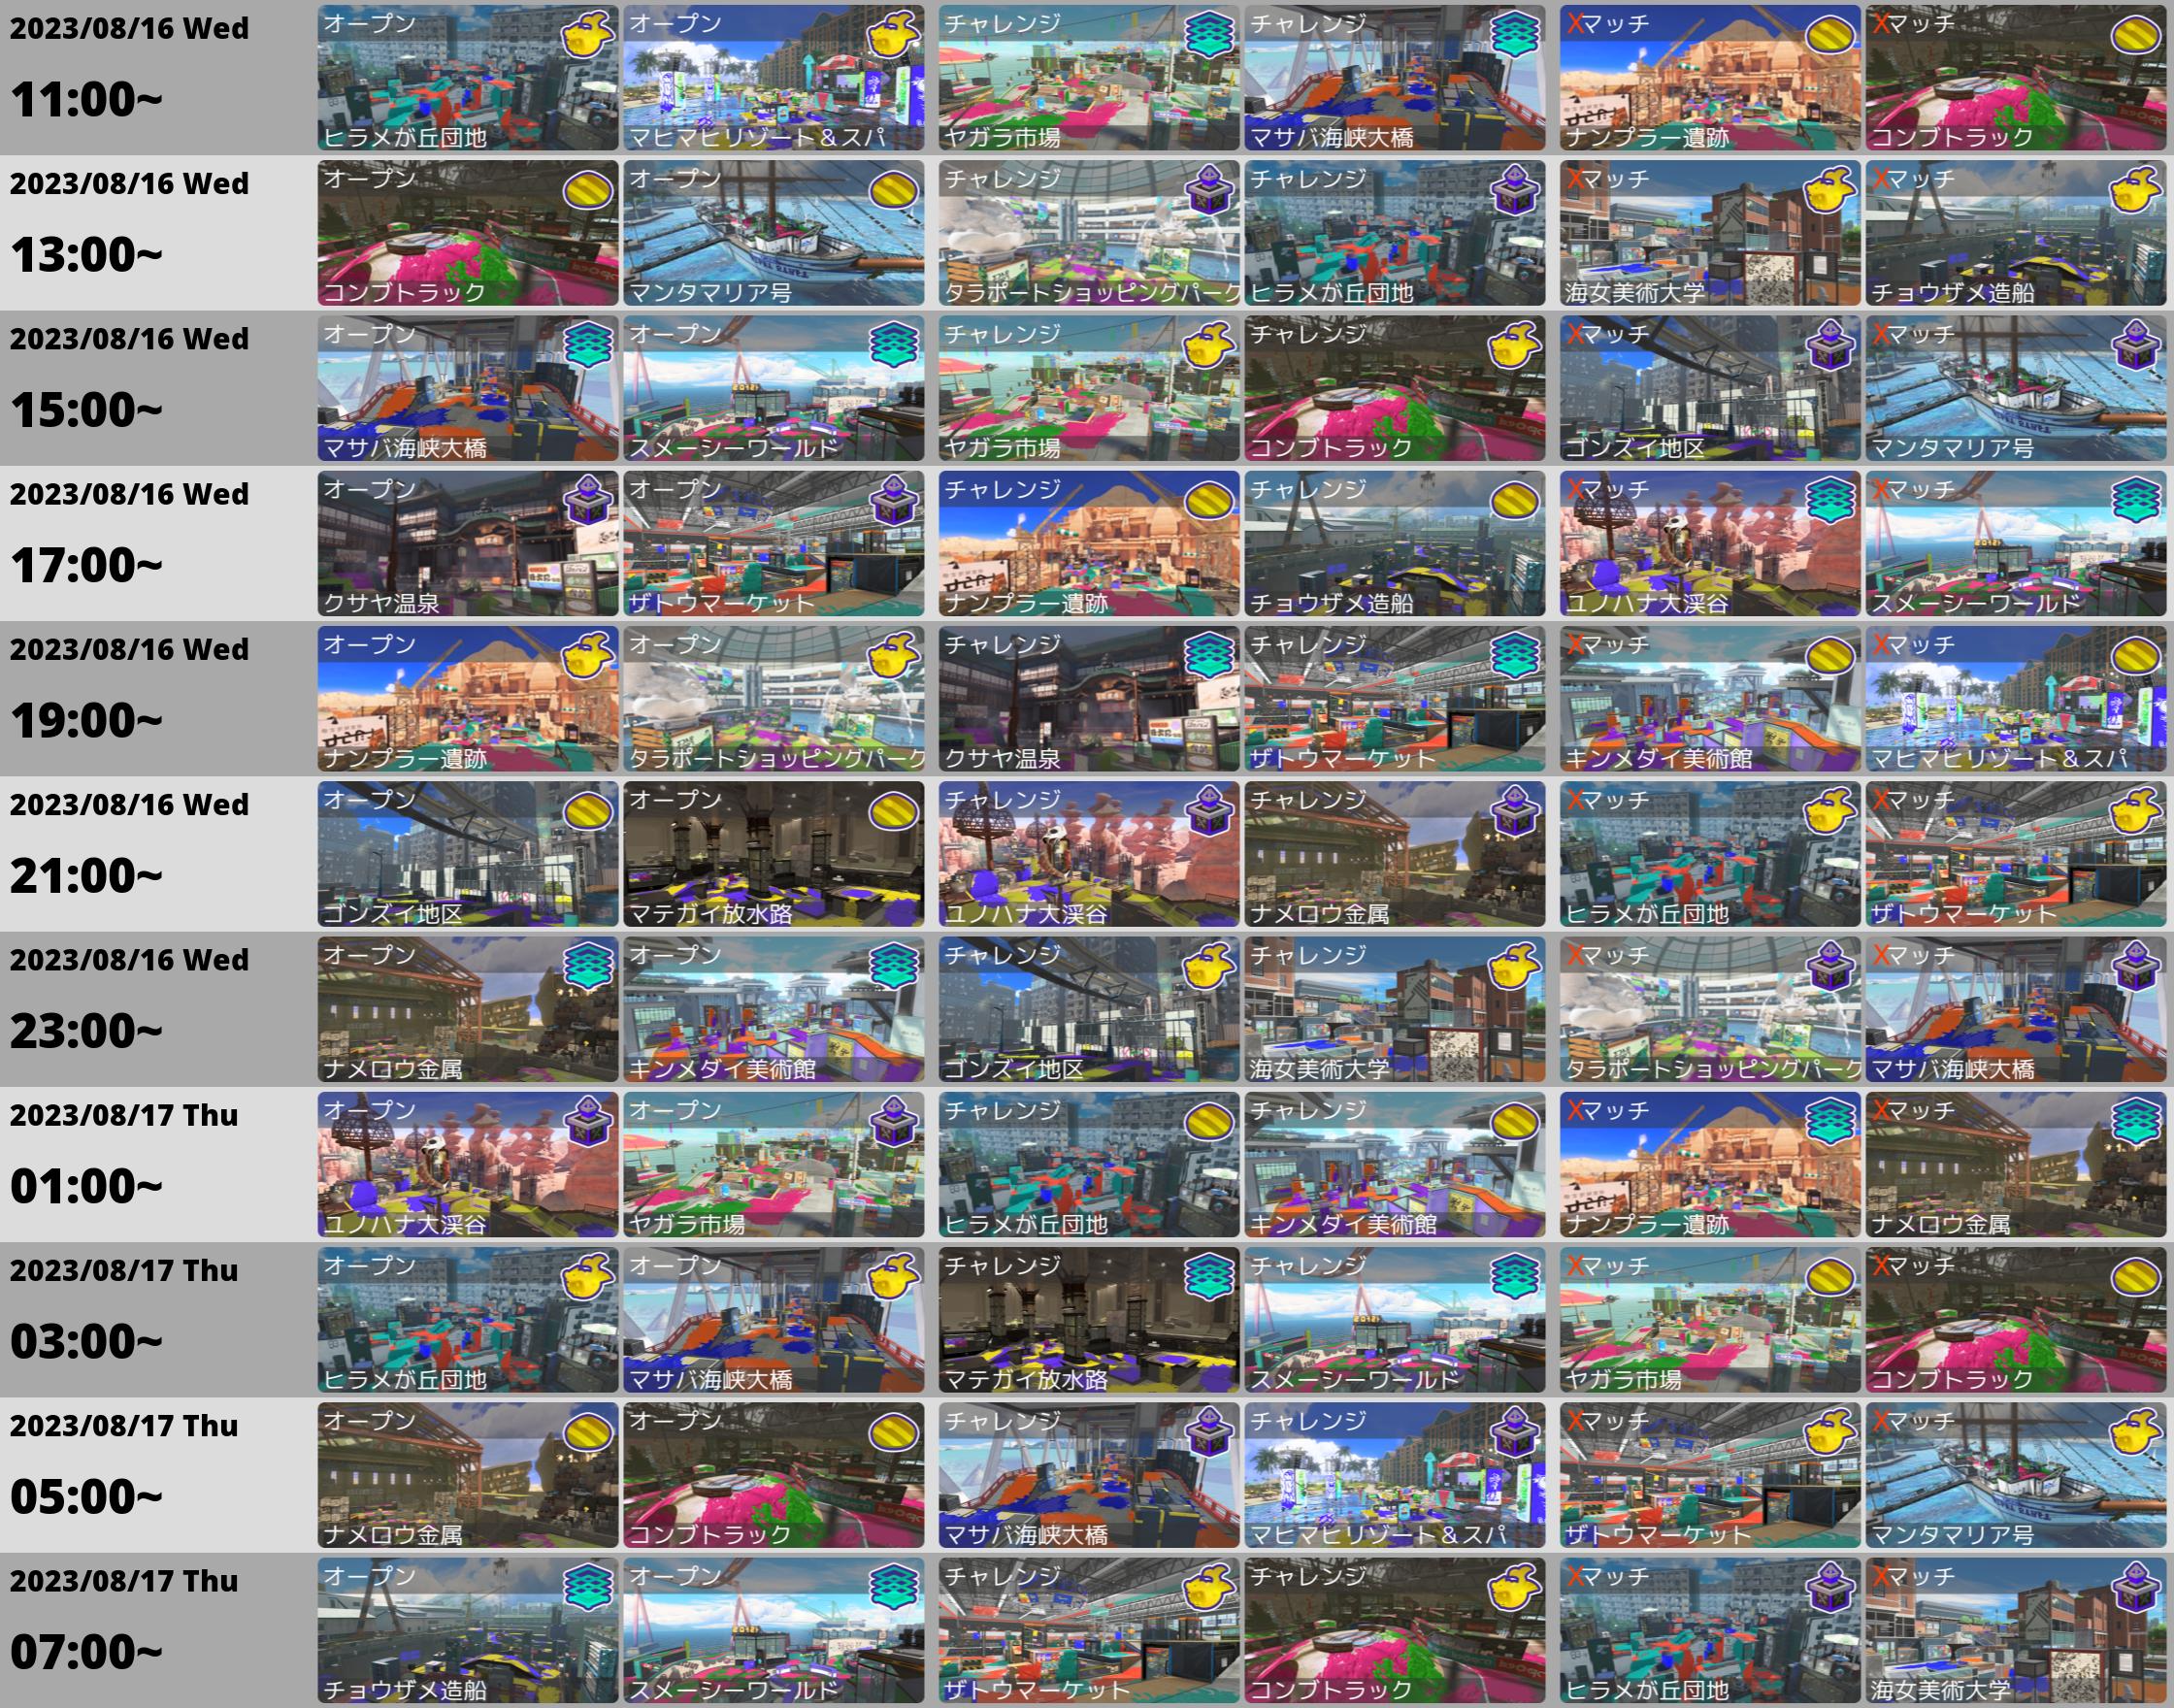 2023/08/16 Wed
11:00~
オープン
オープン
チャレンジ
チャレンジ
Xマッチ
Xマッチ
ヒラメが丘団地
マヒマヒリゾート＆スパ
ヤガラ市場
マサバ海峡大橋
ナンプラー遺跡
コンブトラック
2023/08/16 Wed
13:00~
オープン
オープン
チャレンジ
チャレンジ
Xマッチ
Xマッチ
コンブトラック
マンタマリア号
タラポートショッピングパーク
ヒラメが丘団地
海女美術大学
チョウザメ造船
2023/08/16 Wed
15:00~
オープン
オープン
チャレンジ
チャレンジ
Xマッチ
Xマッチ
マサバ海峡大橋
スメーシーワールド
ヤガラ市場
コンブトラック
ゴンズイ地区
マンタマリア号
2023/08/16 Wed
17:00~
オープン
オープン
チャレンジ
チャレンジ
Xマッチ
Xマッチ
クサヤ温泉
ザトウマーケット
ナンプラー遺跡
チョウザメ造船
ユノハナ大渓谷
スメーシーワールド
2023/08/16 Wed
19:00~
オープン
オープン
チャレンジ
チャレンジ
Xマッチ
Xマッチ
ナンプラー遺跡
タラポートショッピングパーク
クサヤ温泉
ザトウマーケット
キンメダイ美術館
マヒマヒリゾート＆スパ
2023/08/16 Wed
21:00~
オープン
オープン
チャレンジ
チャレンジ
Xマッチ
Xマッチ
ゴンズイ地区
マテガイ放水路
ユノハナ大渓谷
ナメロウ金属
ヒラメが丘団地
ザトウマーケット
2023/08/16 Wed
23:00~
オープン
オープン
チャレンジ
チャレンジ
Xマッチ
Xマッチ
ナメロウ金属
キンメダイ美術館
ゴンズイ地区
海女美術大学
タラポートショッピングパーク
マサバ海峡大橋
2023/08/17 Thu
01:00~
オープン
オープン
チャレンジ
チャレンジ
Xマッチ
Xマッチ
ユノハナ大渓谷
ヤガラ市場
ヒラメが丘団地
キンメダイ美術館
ナンプラー遺跡
ナメロウ金属
2023/08/17 Thu
03:00~
オープン
オープン
チャレンジ
チャレンジ
Xマッチ
Xマッチ
ヒラメが丘団地
マサバ海峡大橋
マテガイ放水路
スメーシーワールド
ヤガラ市場
コンブトラック
2023/08/17 Thu
05:00~
オープン
オープン
チャレンジ
チャレンジ
Xマッチ
Xマッチ
ナメロウ金属
コンブトラック
マサバ海峡大橋
マヒマヒリゾート＆スパ
ザトウマーケット
マンタマリア号
2023/08/17 Thu
07:00~
オープン
オープン
チャレンジ
チャレンジ
Xマッチ
Xマッチ
チョウザメ造船
スメーシーワールド
ザトウマーケット
コンブトラック
ヒラメが丘団地
海女美術大学